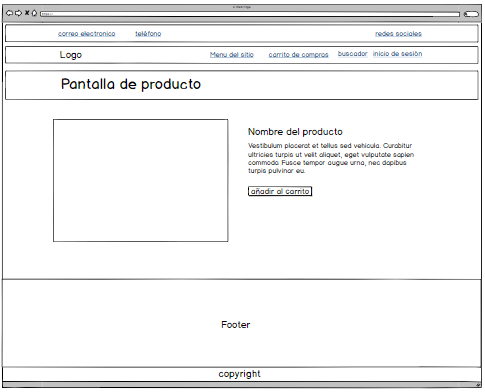 correo electronico teléfono redes sociales
Logo Menu del sitio carrito de compras buscador inicio de sesión
Pantalla de producto
Nombre del producto
Vestibulum placerat et tellus sed vehicula. Curabitur
ultricies turpis ut velit aliquet, eget vulputate sapien
commodo. Fusce tempor augue urna, nec dapibus
turpis pulvinar eu.
añadir al carrito
Footer
copyright